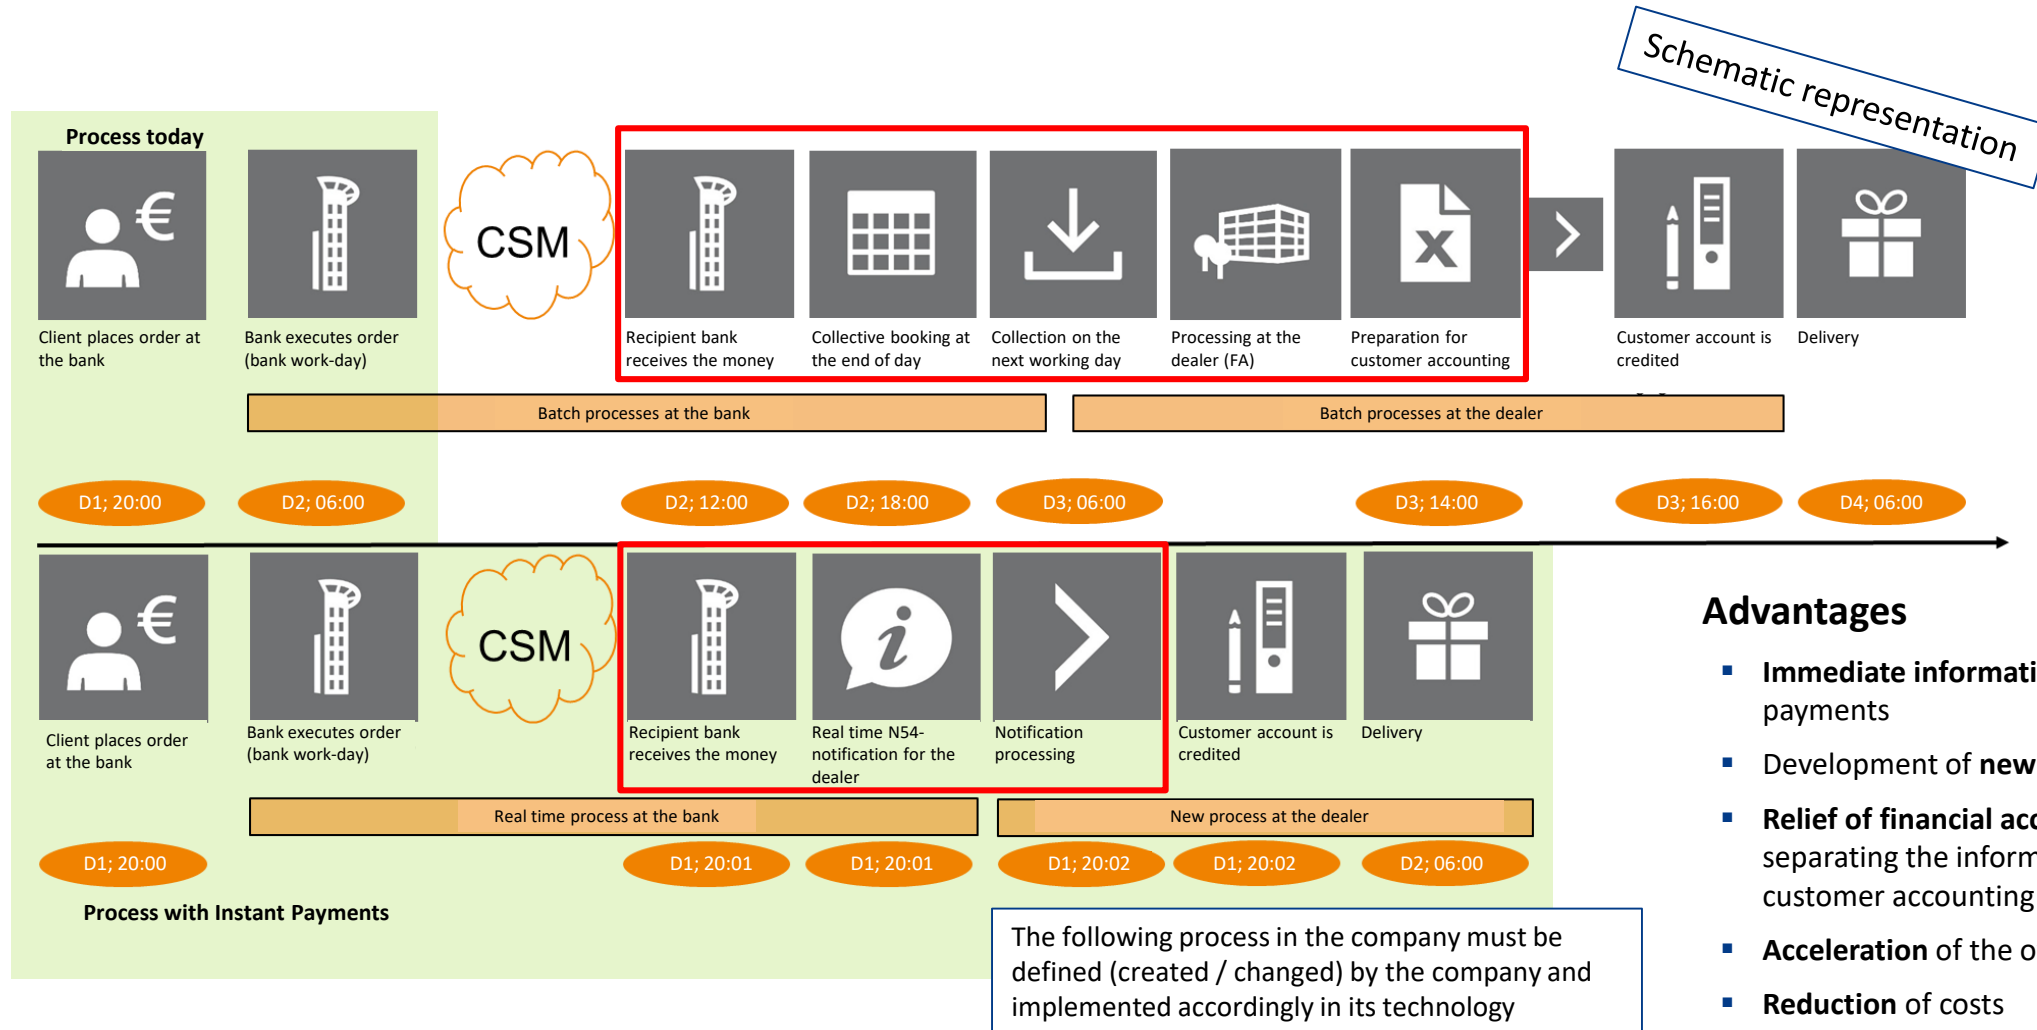 Schematic representation
Process today
€
CSM
X
Client places order at
the bank
Bank executes order
(bank work-day)
Recipient bank
receives the money
Collective booking at
the end of day
Collection on the
next working day
Processing at the
dealer (FA)
Preparation for
customer accounting
Customer account is
credited
Delivery
Batch processes at the bank
Batch processes at the dealer
D1; 20:00
D2; 06:00
D2; 12:00
D2; 18:00
D3; 06:00
D3; 14:00
D3; 16:00
D4; 06:00
€
CSM
i
Client places order
at the bank
Bank executes order
(bank work-day)
Recipient bank
receives the money
Real time N54-
notification for the
dealer
Notification
processing
Customer account is
credited
Delivery
Real time process at the bank
New process at the dealer
D1; 20:00
D1; 20:01
D1; 20:01
D1; 20:02
D1; 20:02
D2; 06:00
Process with Instant Payments
The following process in the company must be
defined (created / changed) by the company and
implemented accordingly in its technology
Advantages
▪ Immediate
payments
▪ Development of new
▪ Relief of financial
separating the
customer accounting
▪ Acceleration of the
▪ Reduction of costs